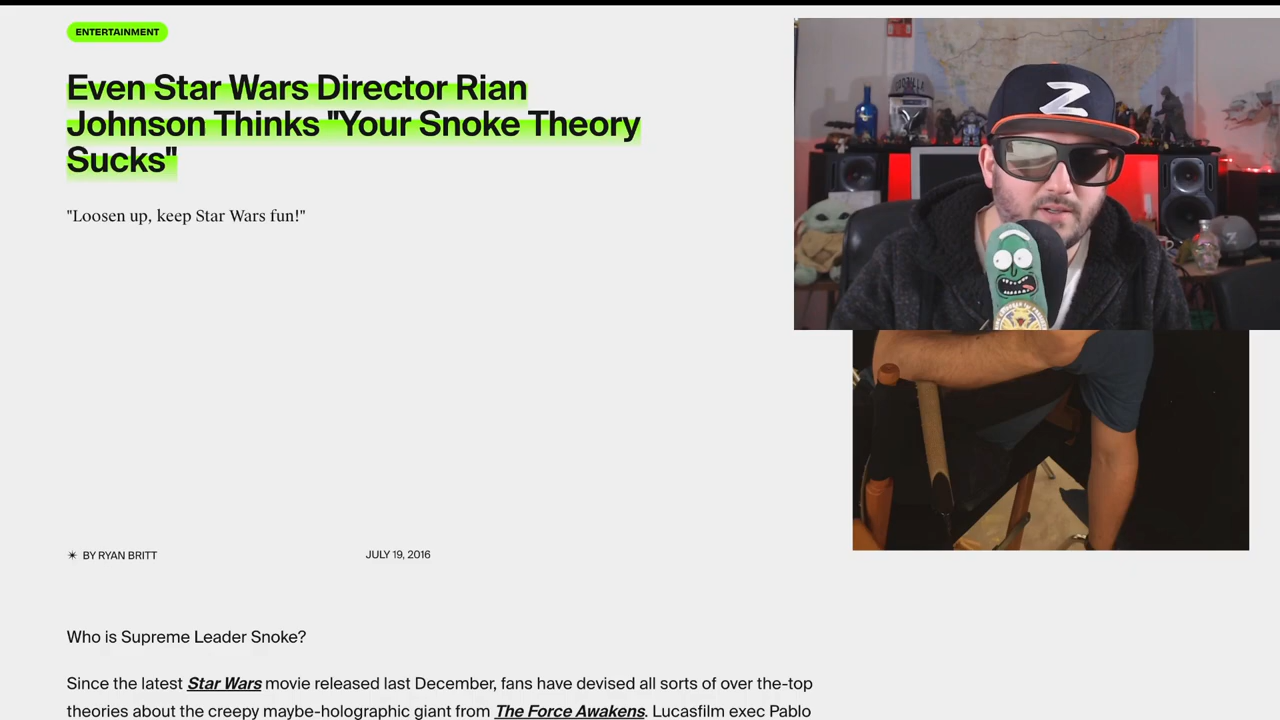 ENTERTAINMENT
Even Star Wars Director Rian
Johnson Thinks "Your Snoke Theory
Sucks"
"Loosen up, keep Star Wars fun!"
BY RYAN BRITT
JULY 19, 2016
Who is Supreme Leader Snoke?
Since the latest Star Wars movie released last December, fans have devised all sorts of over the-top
theories about the creepy maybe-holographic giant from The Force Awakens. Lucasfilm exec Pablo
Z
Z